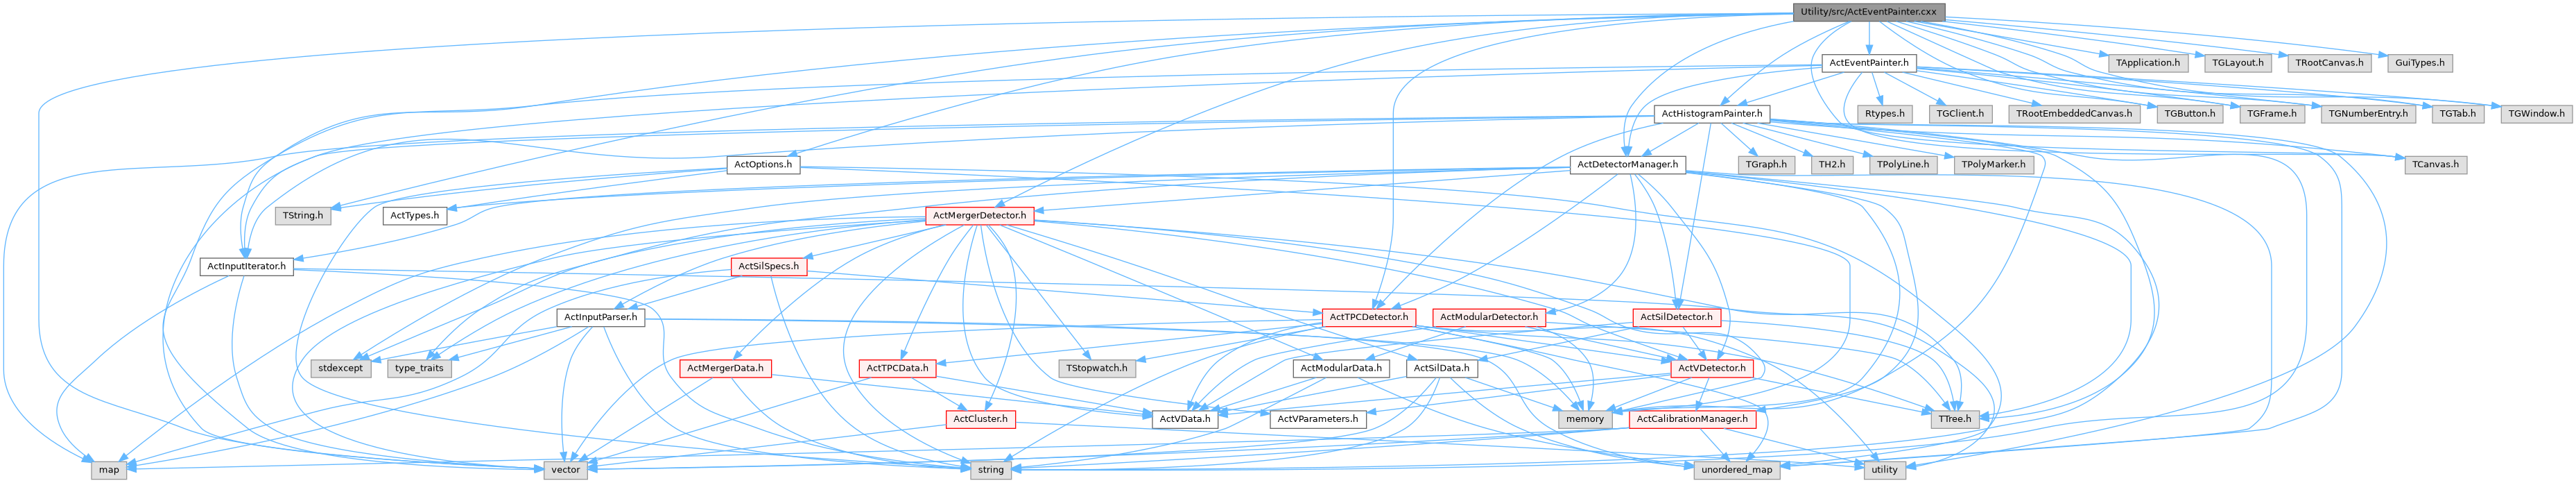 Utility/src/ActEventPainter.cxx
ActEventPainter.h
TApplication.h
TGLayout.h
TRootCanvas.h
GuiTypes.h
ActHistogramPainter.h
Rtypes.h
TGClient.h
TRootEmbeddedCanvas.h
TGButton.h
TGFrame.h
TGNumberEntry.h
TGTab.h
TGWindow.h
ActOptions.h
ActDetectorManager.h
TGraph.h
TH2.h
TPolyLine.h
TPolyMarker.h
TCanvas.h
TString.h
ActTypes.h
ActMergerDetector.h
ActInputIterator.h
ActSilSpecs.h
ActInputParser.h
ActTPCDetector.h
ActModularDetector.h
ActSilDetector.h
stdexcept
type_traits
ActMergerData.h
ActTPCData.h
TStopwatch.h
ActModularData.h
ActSilData.h
ActVDetector.h
ActCluster.h
ActVData.h
ActVParameters.h
memory
ActCalibrationManager.h
TTree.h
map
vector
string
unordered_map
utility